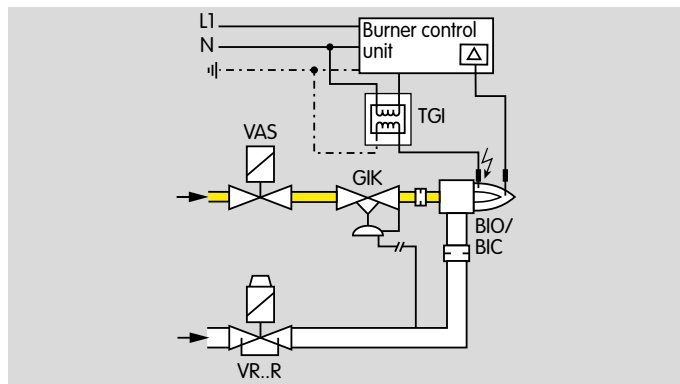 L1
N
Burner control
unit
TGI
VAS
GIK
BIO/
BIC
VR..R